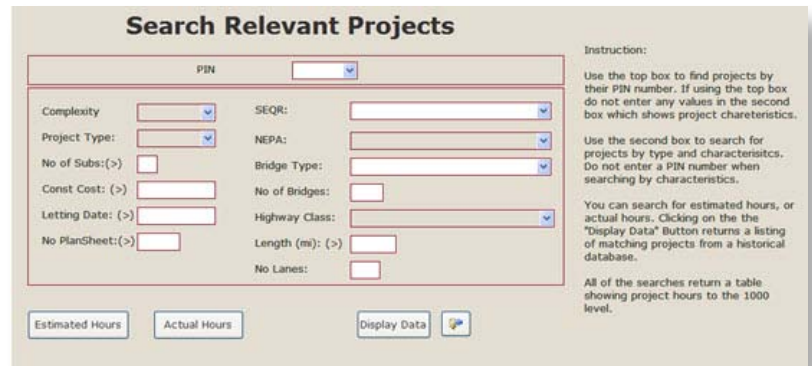 Search Relevant Projects
PIN
Complexity
Project Type:
No of Subs:(>)
Const Cost: (>)
Letting Date: (>)
No PlanSheet:(>)
SEQR:
NEPA:
Bridge Type:
No of Bridges:
Highway Class:
Length (mi): (>)
No Lanes:
Estimated Hours
Actual Hours
Display Data
Instruction:
Use the top box to find projects by
their PIN number. If using the top box
do not enter any values in the second
box which shows project chareteristics.
Use the second box to search for
projects by type and characterisitcs.
Do not enter a PIN number when
searching by characteristics.
You can search for estimated hours, or
actual hours. Clicking on the the
"Display Data" Button returns a listing
of matching projects from a historical
database.
All of the searches return a table
showing project hours to the 1000
level.